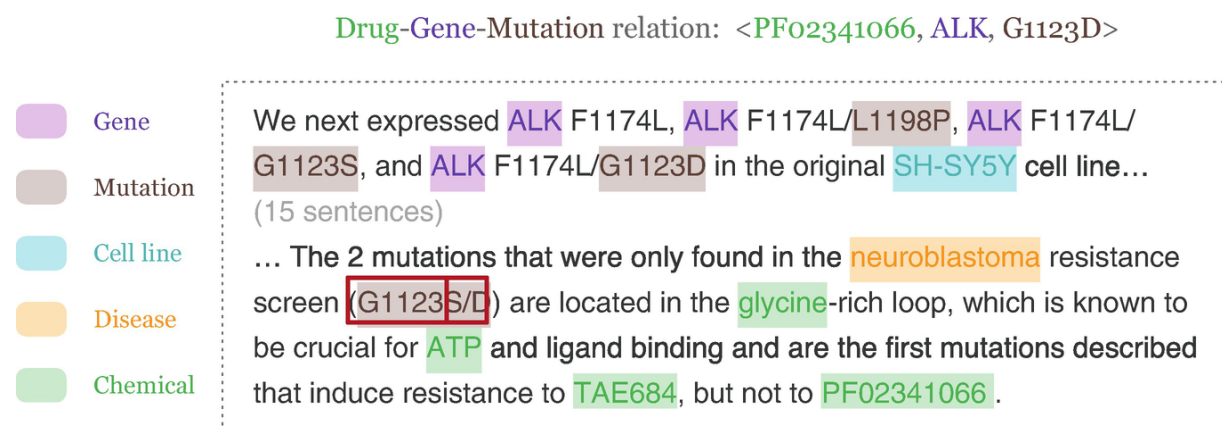 Drug-Gene-Mutation relation: <PF02341066, ALK, G1123D>
Gene
Mutation
Cell line
Disease
Chemical
We next expressed ALK F1174L, ALK F1174L/L1198P, ALK F1174L/
G1123S, and ALK F1174L/G1123D in the original SH-SY5Y cell line…
(15 sentences)
… The 2 mutations that were only found in the neuroblastoma resistance
screen (G1123S/D) are located in the glycine-rich loop, which is known to
be crucial for ATP and ligand binding and are the first mutations described
that induce resistance to TAE684, but not to PF02341066 .